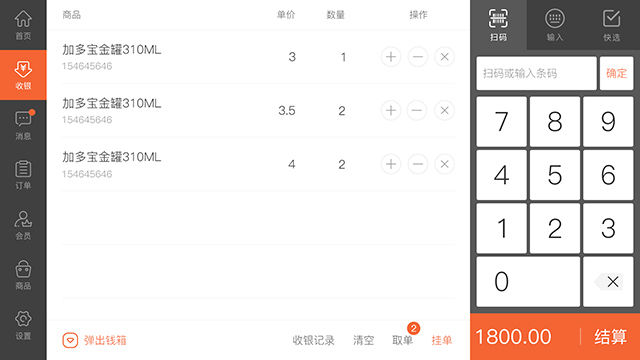 首页
收银
消息
订单
会员
商品
设置
商品 单价 数量 操作
加多宝金罐310ML 3 1
154645646
加多宝金罐310ML 3.5 2
154645646
加多宝金罐310ML 4 2
154645646
弹出钱箱 收银记录 清空 取单 2 挂单
扫码 输入 快选
扫码或输入条码 确定
7 8 9
4 5 6
1 2 3
0
1800.00 结算